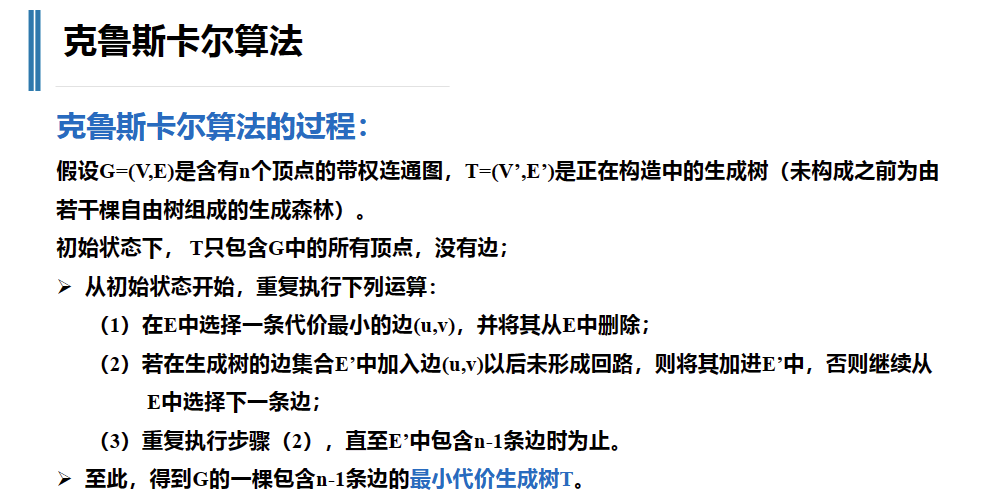 克鲁斯卡尔算法
克鲁斯卡尔算法的过程：
假设G=(V,E)是含有n个顶点的带权连通图，T=(V’,E’)是正在构造中的生成树（未构成之前为由
若干棵自由树组成的生成森林）。
初始状态下， T只包含G中的所有顶点，没有边；
➢ 从初始状态开始，重复执行下列运算：
（1）在E中选择一条代价最小的边(u,v)，并将其从E中删除；
（2）若在生成树的边集合E’中加入边(u,v)以后未形成回路，则将其加进E’中，否则继续从
E中选择下一条边；
（3）重复执行步骤（2），直至E’中包含n-1条边时为止。
➢ 至此，得到G的一棵包含n-1条边的最小代价生成树T。